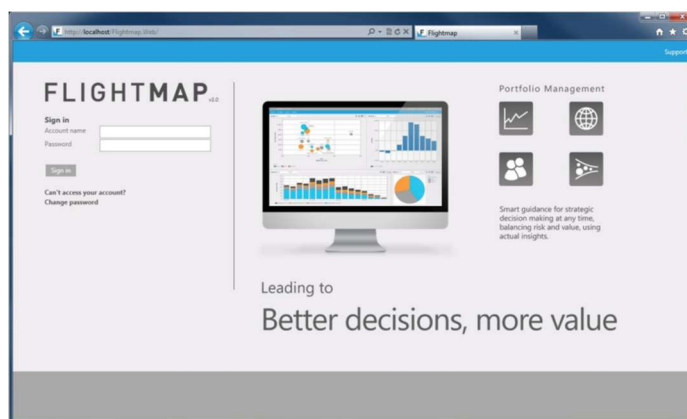 http://localhost/Flightmap.Web/
Flightmap
Support
FLIGHTMAP v3.0
Sign in
Account name
Password
Sign in
Can't access your account?
Change password
Portfolio Management
Smart guidance for strategic
decision making at any time,
balancing risk and value, using
actual insights.
Leading to
Better decisions, more value